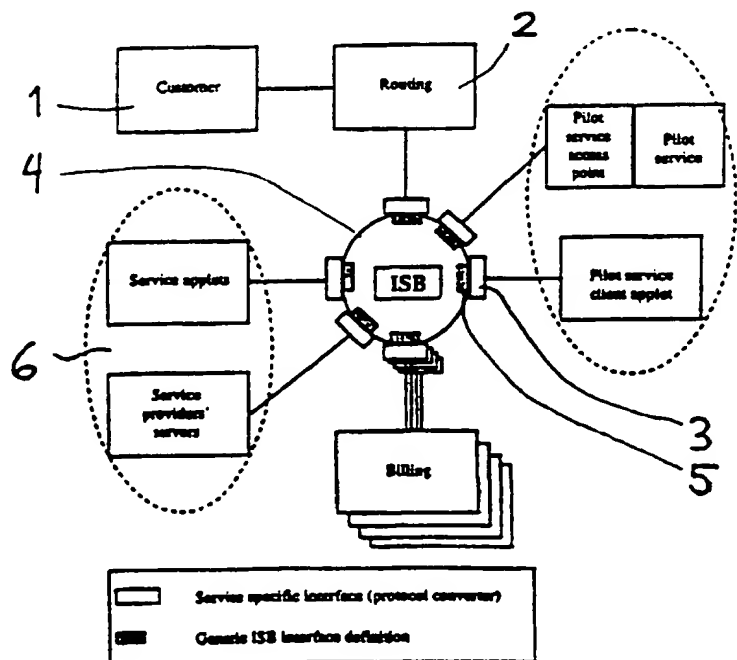 2
1
Customer
Routing
Pilot
service
access
point
Pilot
service
4
Service applets
ISB
Pilot service
client applet
6
Service
providers'
servers
3
5
Billing
Service specific interface (protocol converter)
Generic ISB interface definition